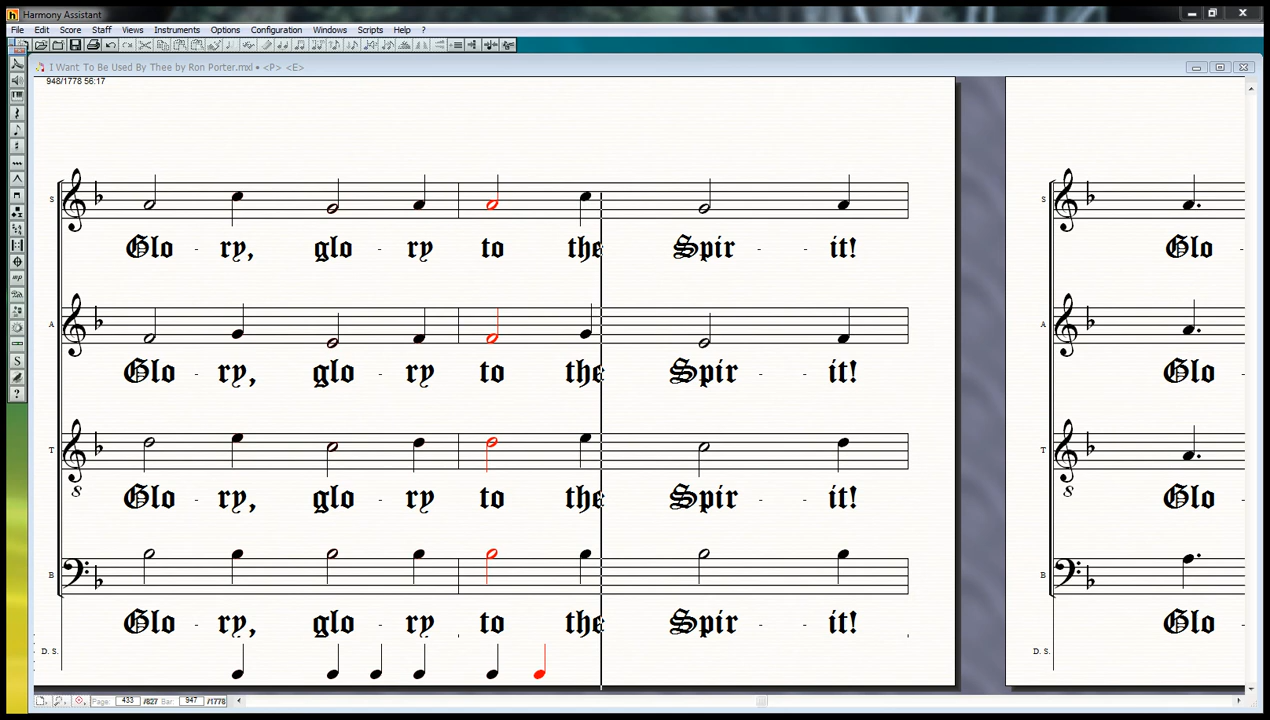 Harmony Assistant
File Edit Score Staff Views Instruments Options Configuration Windows Scripts Help ?
I Want To Be Used By Thee by Ron Porter.mxl • <P> <E>
948/1778 56:17
S
S
Glo - ry, glo - ry to the Spir - - it!
Glo -
A
A
Glo - ry, glo - ry to the Spir - - it!
Glo -
T
T
8
8
Glo - ry, glo - ry to the Spir - - it!
Glo -
B
B
Glo - ry, glo - ry to the Spir - - it!
Glo -
D. S.
D. S.
Page: 433 /827 Bar: 947 /1778